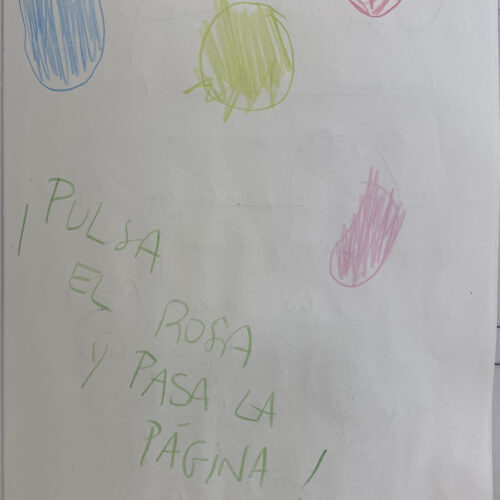 ¡PULSA
EL ROSA
Y PASA LA
PÁGINA!